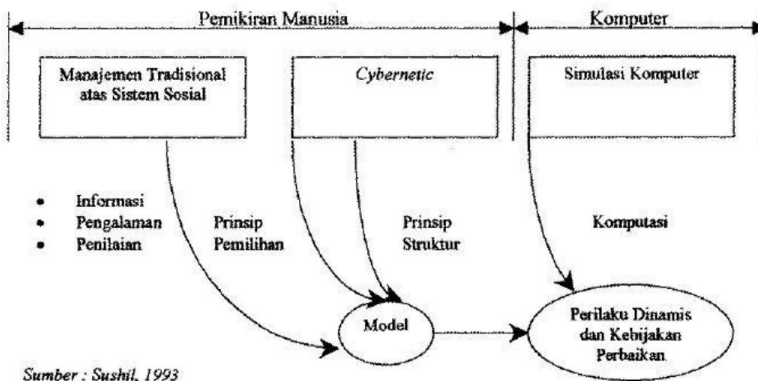 Pemikiran Manusia
Komputer
Manajemen Tradisional
atas Sistem Sosial
Cybernetic
Simulasi Komputer
• Informasi
• Pengalaman
• Penilaian
Prinsip
Pemilihan
Prinsip
Struktur
Komputasi
Model
Perilaku Dinamis
dan Kebijakan
Perbaikan
Sumber : Sushil, 1993